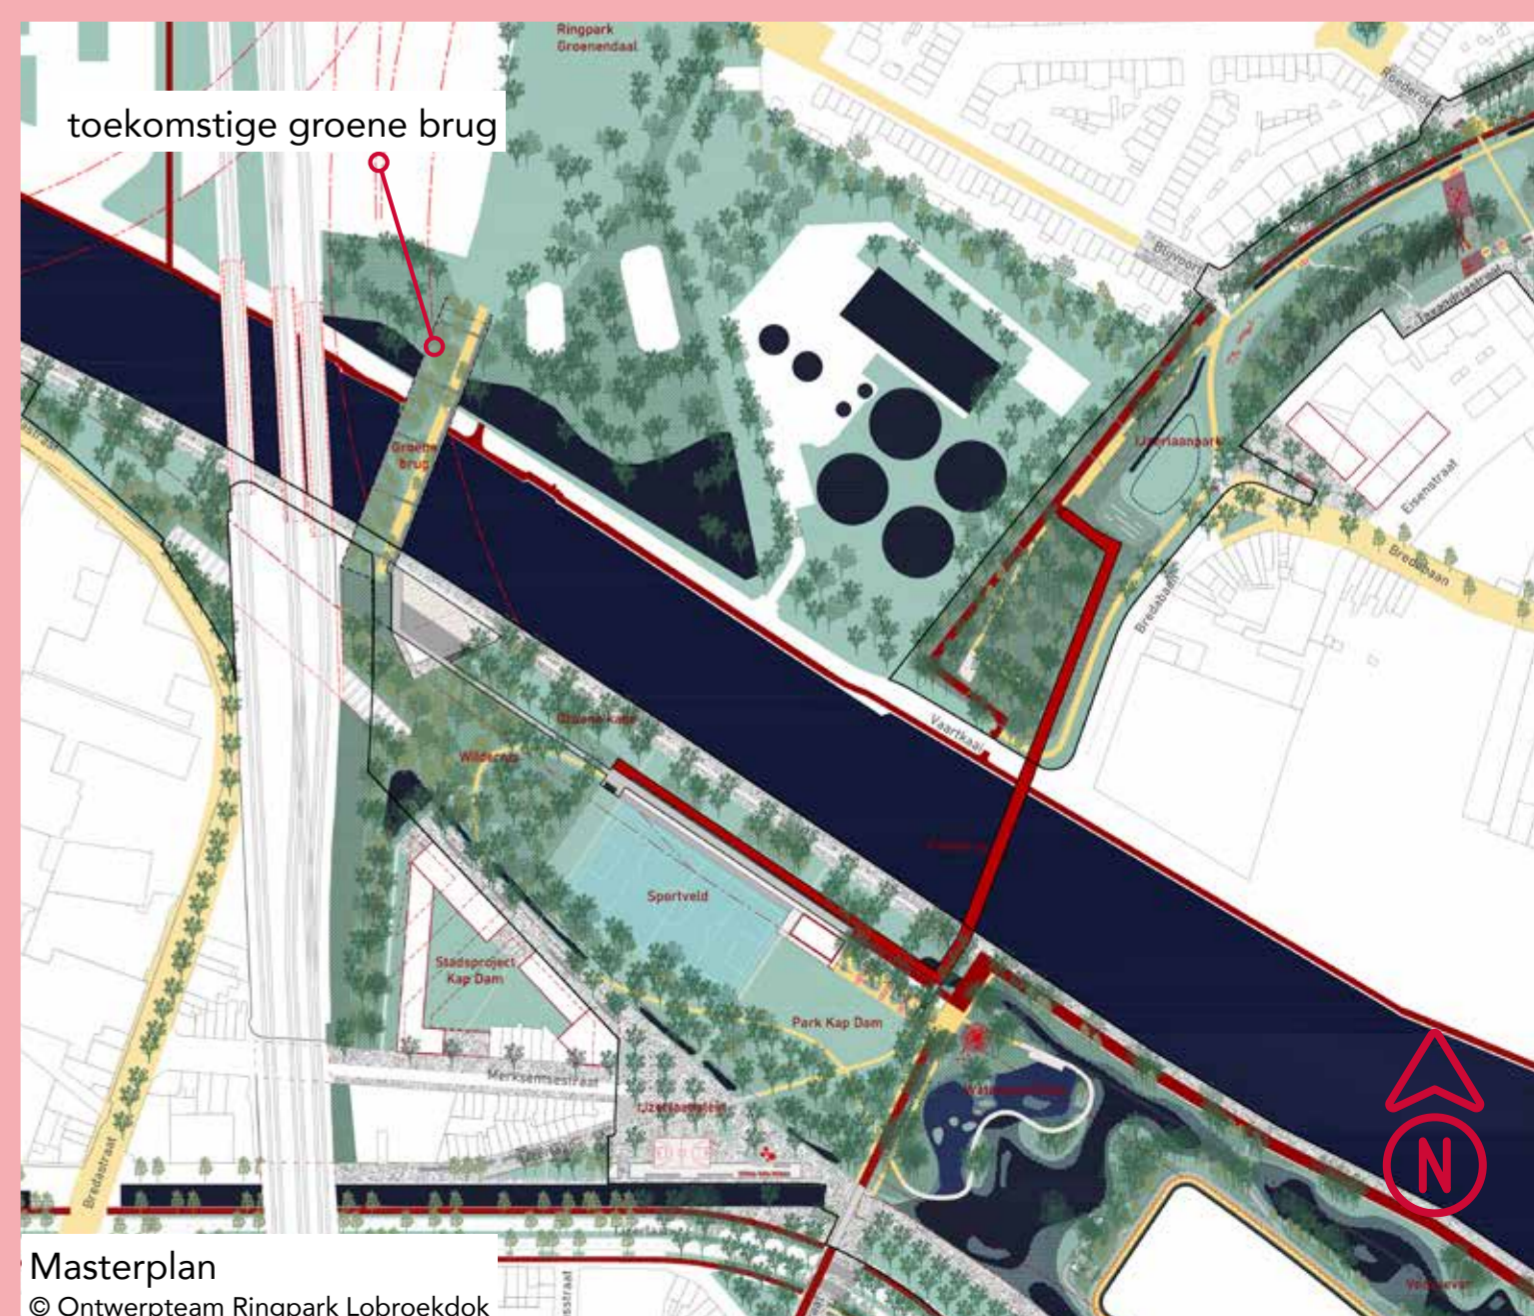 Ringpark
Groenendaal
toekomstige groene brug
Groene
brug
IJzerlaanpark
Eisenstraat
Bredabaan
Bredabaan
Vaartkaai
Groene kaap
Wildernis
Sportveld
Stadsproject
Kap Dam
Park Kap Dam
Merksemsestraat
IJzerlaanplein
Bredastraat
N
Masterplan
© Ontwerpteam Ringpark Lobroekdok